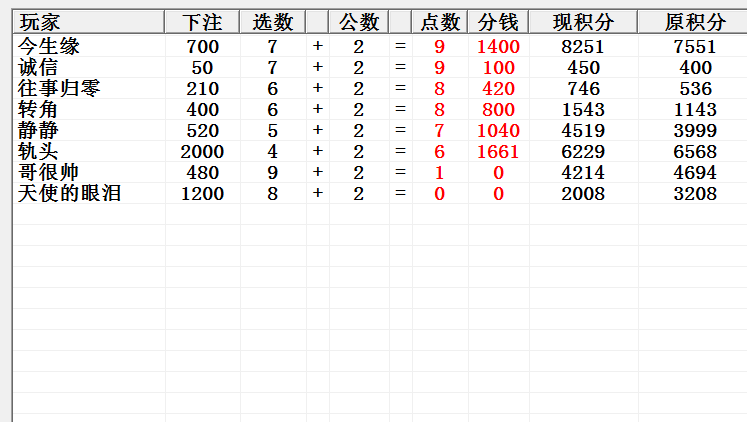 玩家 下注 选数 公数 点数 分钱 现积分 原积分
今生缘 700 7 + 2 = 9 1400 8251 7551
诚信 50 7 + 2 = 9 100 450 400
往事归零 210 6 + 2 = 8 420 746 536
转角 400 6 + 2 = 8 800 1543 1143
静静 520 5 + 2 = 7 1040 4519 3999
轨头 2000 4 + 2 = 6 1661 6229 6568
哥很帅 480 9 + 2 = 1 0 4214 4694
天使的眼泪 1200 8 + 2 = 0 0 2008 3208